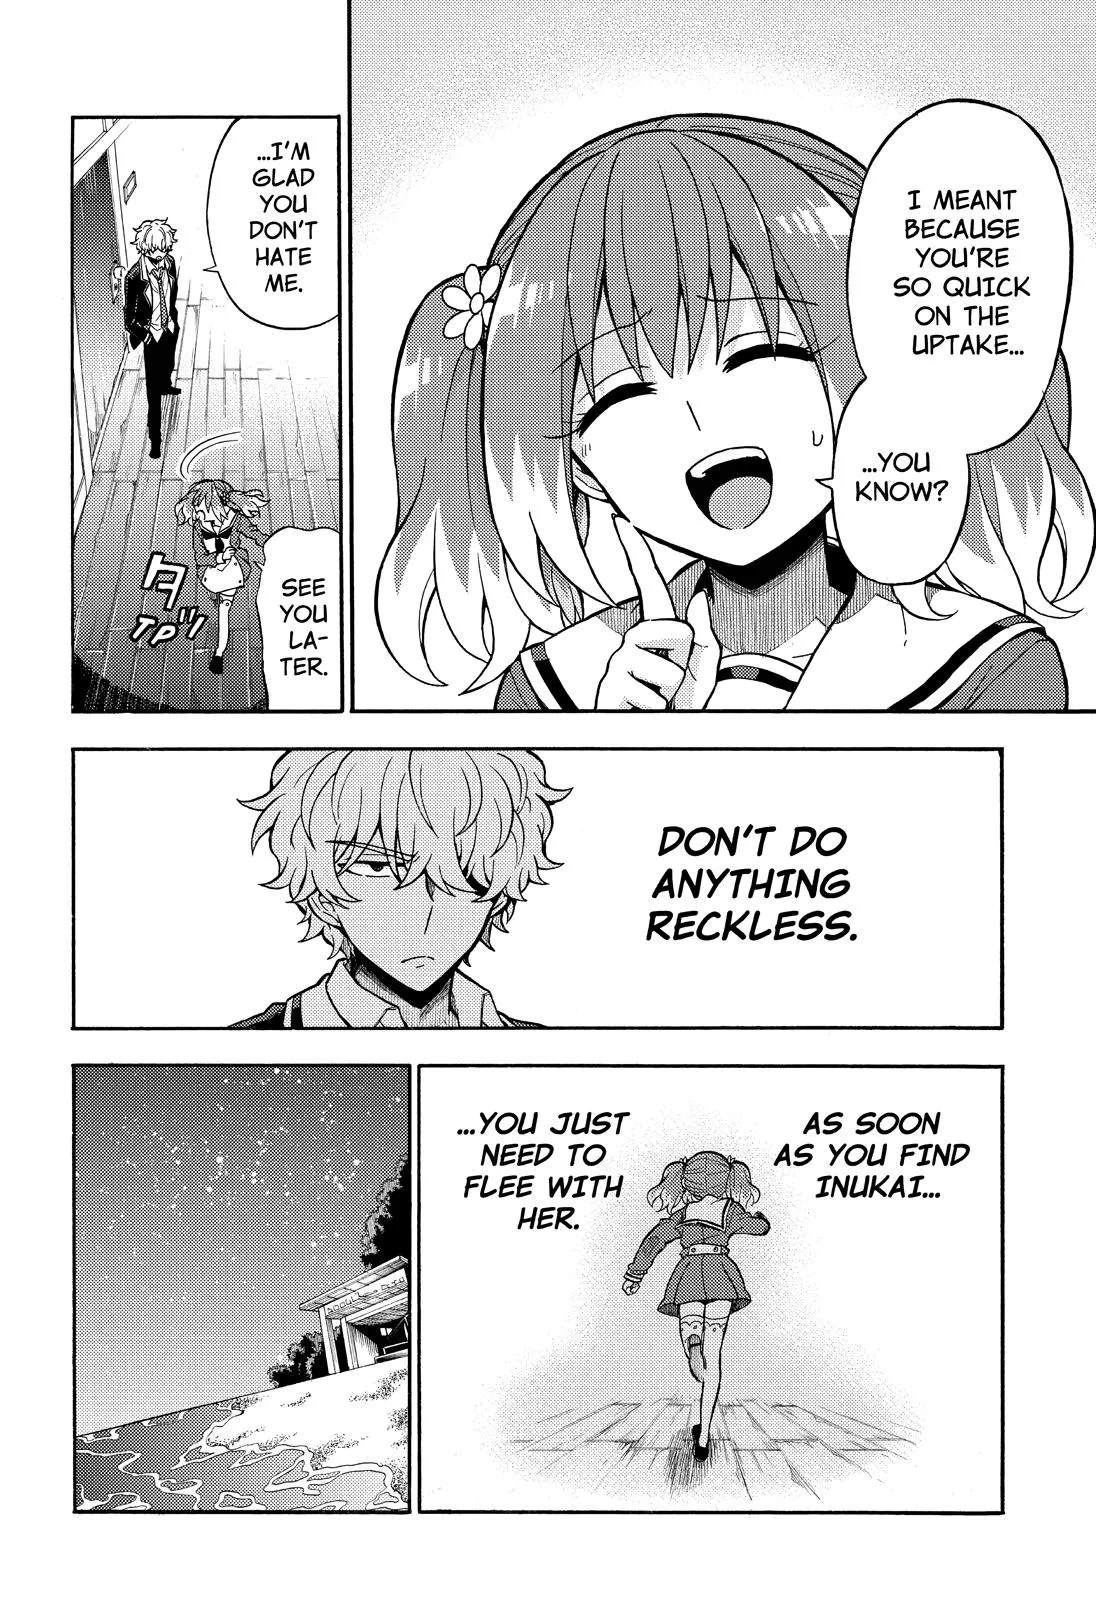 I MEANT
BECAUSE
YOU'RE
SO QUICK
ON THE
UPTAKE...
...YOU
KNOW?
...I'M
GLAD
YOU
DON'T
HATE
ME.
タッ
TP
SEE
YOU
LA-
TER.
DON'T DO
ANYTHING
RECKLESS.
AS SOON
AS YOU FIND
INUKAI...
...YOU JUST
NEED TO
FLEE WITH
HER.